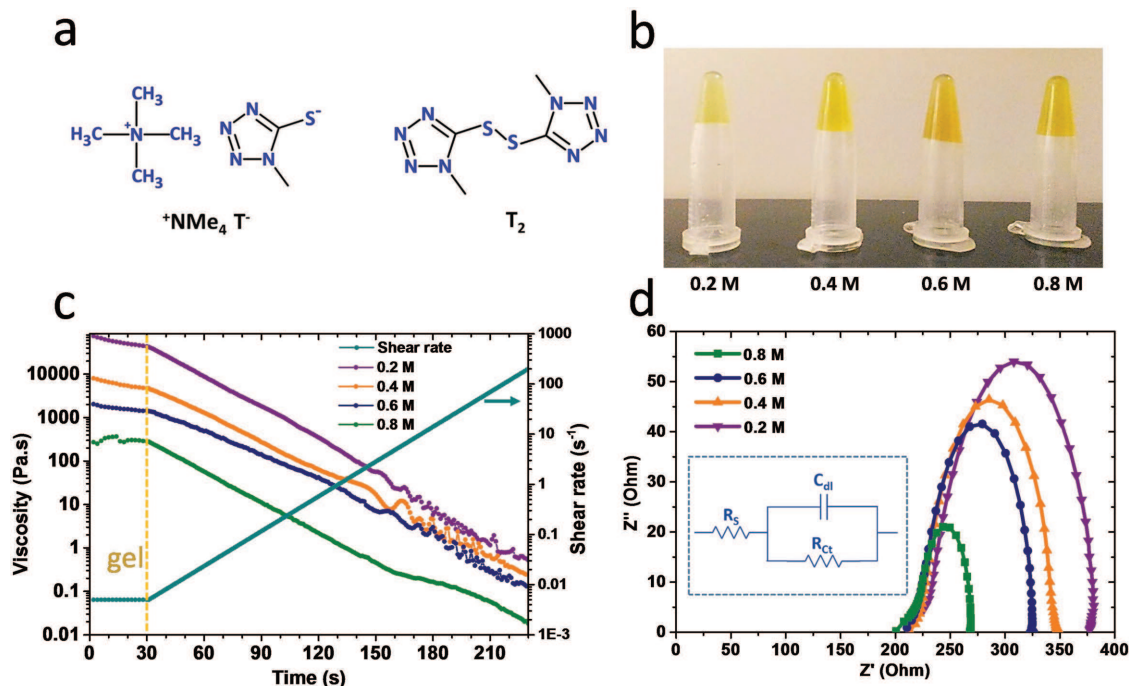 a
CH₃
H₃C
N
+
CH₃
CH₃
N
N
N
N
S⁻
⁺NMe₄ T⁻
N
N
N
N
S
S
N
N
N
N
T₂
b
0.2 M
0.4 M
0.6 M
0.8 M
c
Viscosity (Pa.s)
10000
1000
100
10
1
0.1
0.01
gel
Shear rate
0.2 M
0.4 M
0.6 M
0.8 M
1000
100
10
1
0.1
0.01
1E-3
Shear rate (s⁻¹)
0 30 60 90 120 150 180 210
Time (s)
d
Z'' (Ohm)
60
50
40
30
20
10
0
0.8 M
0.6 M
0.4 M
0.2 M
R_S
C_dl
R_Ct
0 50 100 150 200 250 300 350 400
Z' (Ohm)